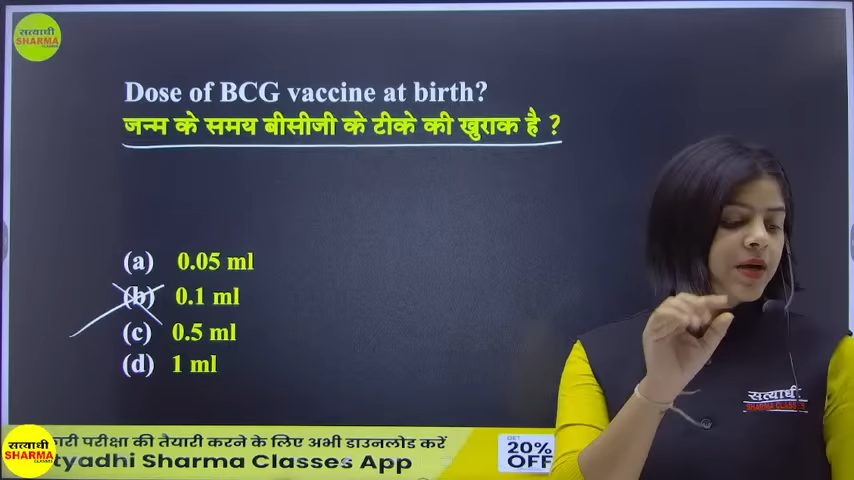 सत्यार्थी
SHARMA
CLASSES
Dose of BCG vaccine at birth?
जन्म के समय बीसीजी के टीके की खुराक है ?
(a) 0.05 ml
(b) 0.1 ml
(c) 0.5 ml
(d) 1 ml
सत्यार्थी
SHARMA CLASSES
सत्यार्थी
SHARMA
CLASSES
कारी परीक्षा की तैयारी करने के लिए अभी डाउनलोड करें
tyadhi Sharma Classes App
GET
20%
OFF